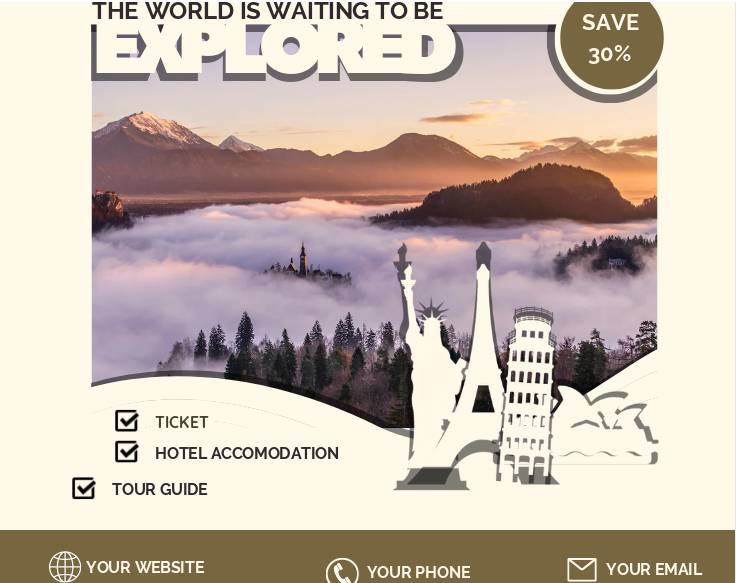 THE WORLD IS WAITING TO BE
EXPLORED
SAVE
30%
TICKET
HOTEL ACCOMODATION
TOUR GUIDE
YOUR WEBSITE
YOUR PHONE
YOUR EMAIL